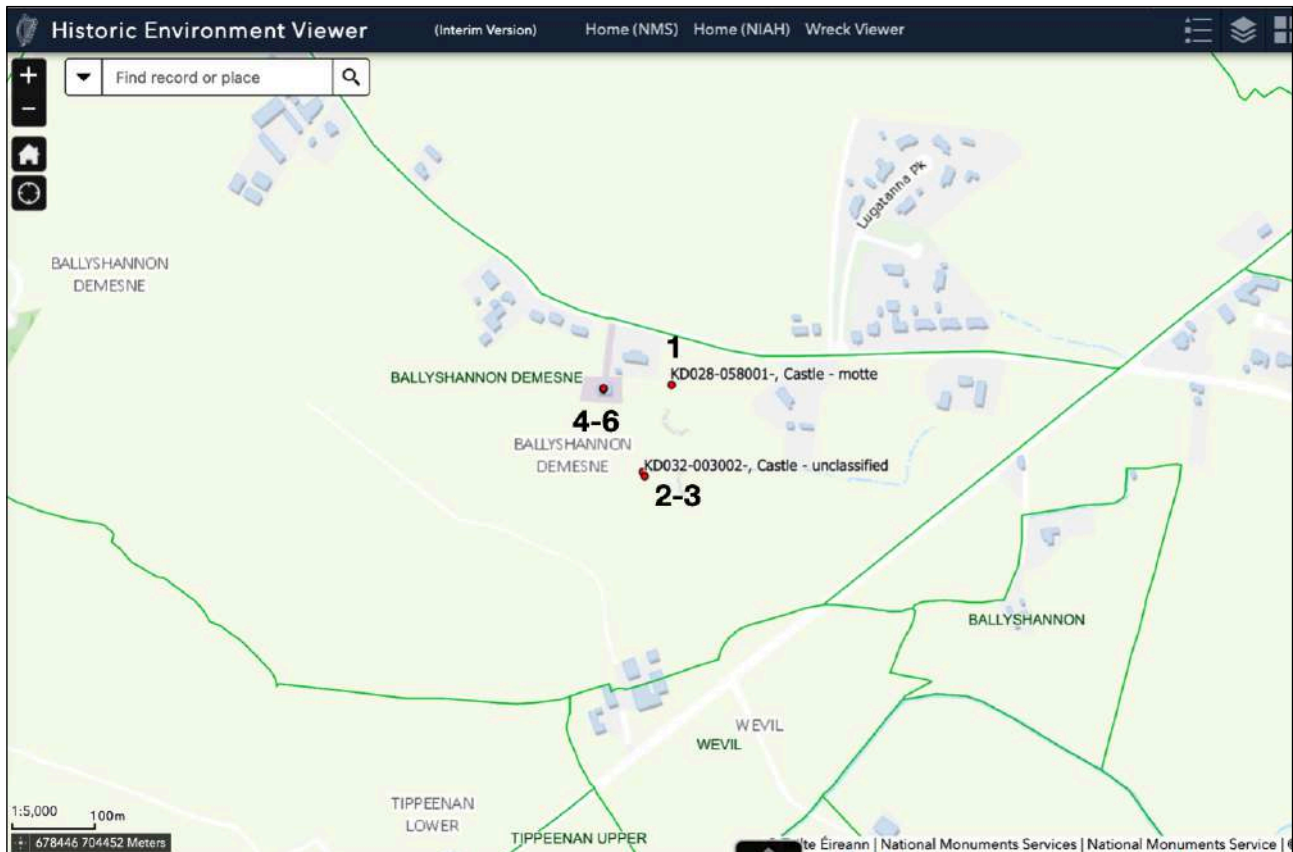 Historic Environment Viewer (Interim Version) Home (NMS) Home (NIAH) Wreck Viewer
+
Find record or place
−
Lugatanna Pk
BALLYSHANNON
DEMESNE
1
KD028-058001-, Castle - motte
BALLYSHANNON DEMESNE
4-6
BALLYSHANNON
DEMESNE
KD032-003002-, Castle - unclassified
2-3
BALLYSHANNON
WEVIL
WEVIL
TIPPEENAN
LOWER
TIPPEENAN UPPER
1:5,000 100m
678446 704452 Meters
Éireann | National Monuments Services | National Monuments Service |